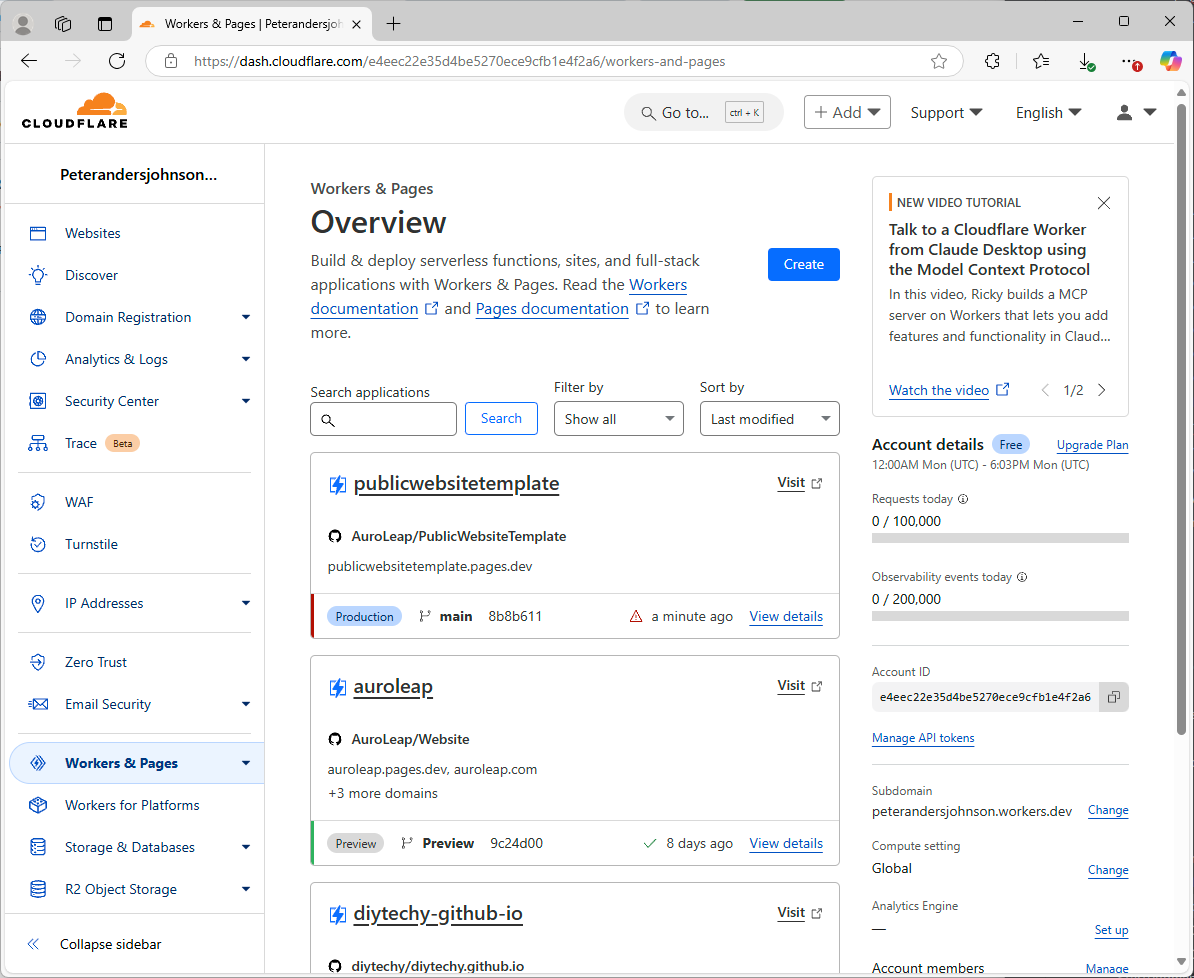 Workers & Pages | Peterandersjoh
https://dash.cloudflare.com/e4eec22e35d4be5270ece9cfb1e4f2a6/workers-and-pages
CLOUDFLARE
Go to...
ctrl + K
Add
Support
English
Peterandersjohnson...
Websites
Discover
Domain Registration
Analytics & Logs
Security Center
Trace Beta
WAF
Turnstile
IP Addresses
Zero Trust
Email Security
Workers & Pages
Workers for Platforms
Storage & Databases
R2 Object Storage
Collapse sidebar
Workers & Pages
Overview
Build & deploy serverless functions, sites, and full-stack
applications with Workers & Pages. Read the Workers
documentation and Pages documentation to learn
more.
Create
Search applications
Search
Filter by
Show all
Sort by
Last modified
publicwebsitetemplate
Visit
AuroLeap/PublicWebsiteTemplate
publicwebsitetemplate.pages.dev
Production main 8b8b611 a minute ago View details
auroleap
Visit
AuroLeap/Website
auroleap.pages.dev, auroleap.com
+3 more domains
Preview Preview 9c24d00 8 days ago View details
diytechy-github-io
Visit
diytechy/diytechy.github.io
NEW VIDEO TUTORIAL
Talk to a Cloudflare Worker
from Claude Desktop using
the Model Context Protocol
In this video, Ricky builds a MCP
server on Workers that lets you add
features and functionality in Claud...
Watch the video
1/2
Account details Free Upgrade Plan
12:00AM Mon (UTC) - 6:03PM Mon (UTC)
Requests today
0 / 100,000
Observability events today
0 / 200,000
Account ID
e4eec22e35d4be5270ece9cfb1e4f2a6
Manage API tokens
Subdomain
peterandersjohnson.workers.dev Change
Compute setting
Global Change
Analytics Engine
— Set up
Account members Manage